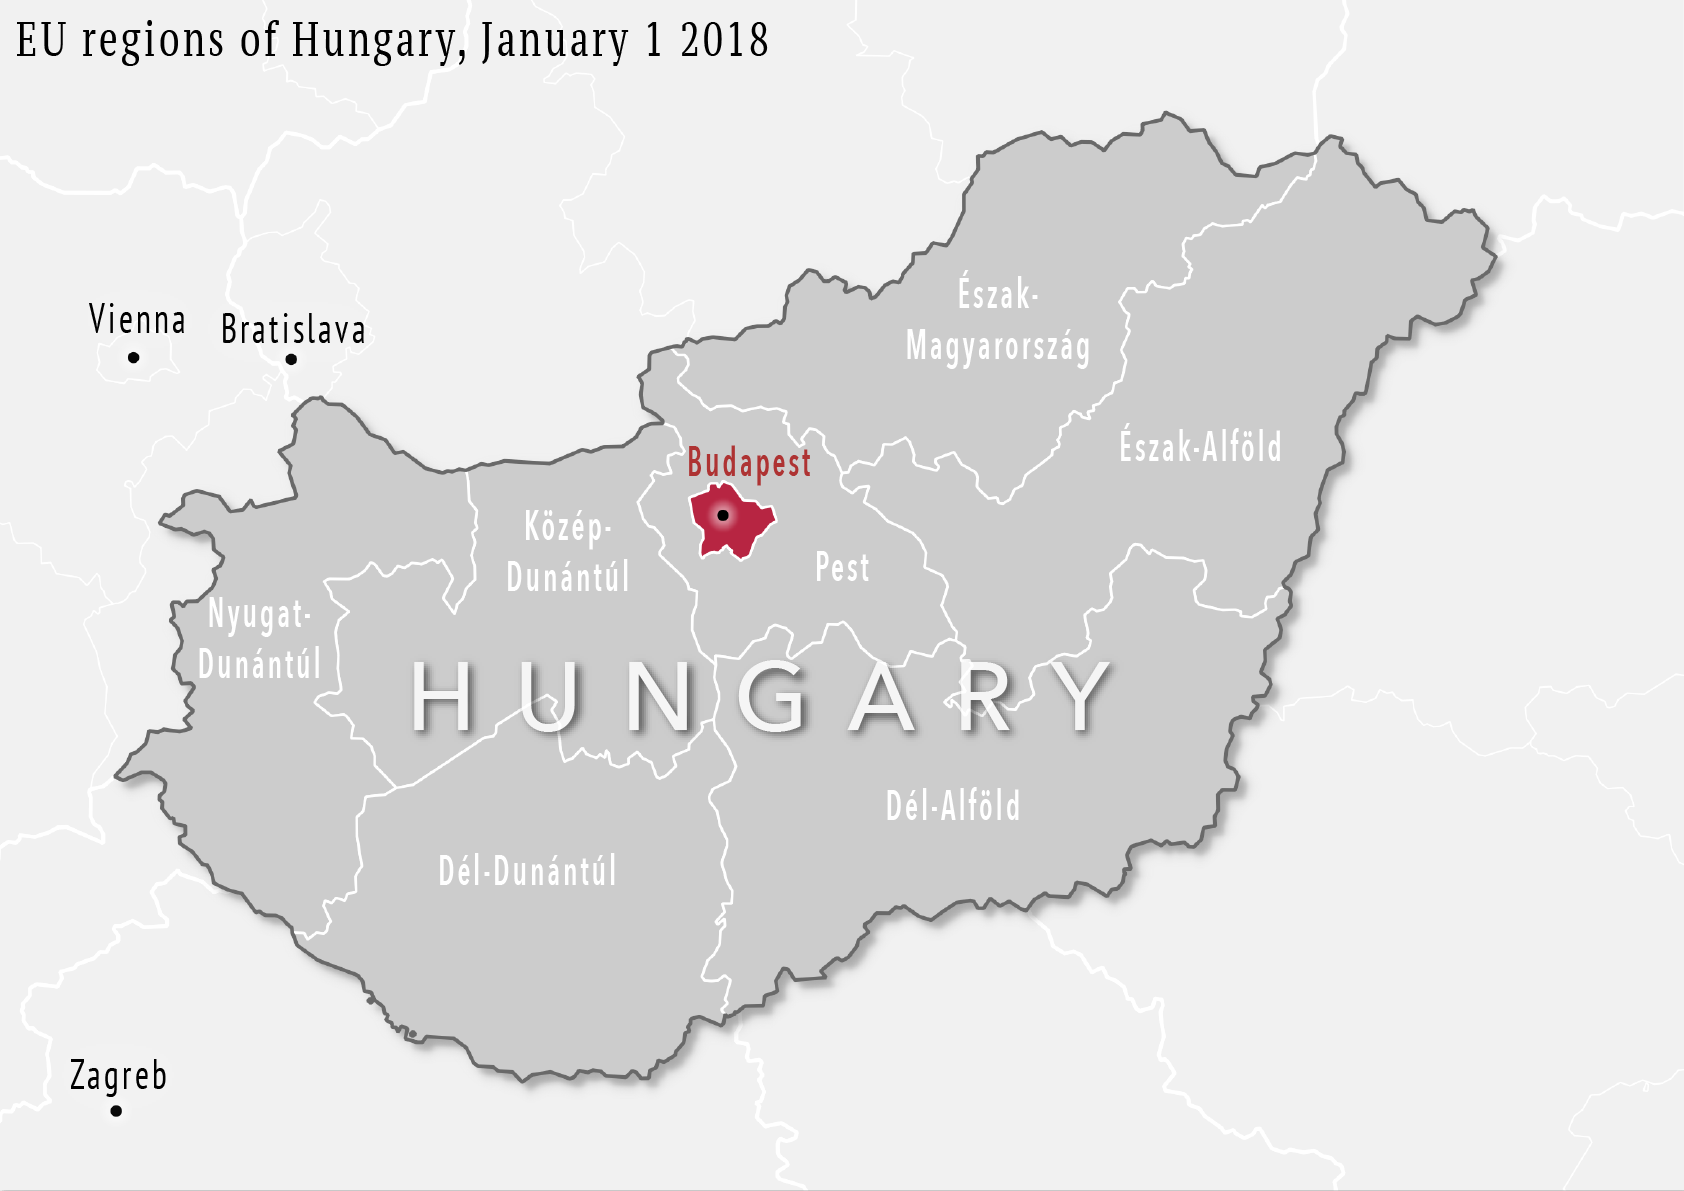 EU regions of Hungary, January 1 2018
Észak-
Magyarország
Vienna
Bratislava
Észak-Alföld
Budapest
Közép-
Dunántúl
Pest
Nyugat-
Dunántúl
HUNGARY
Dél-Alföld
Dél-Dunántúl
Zagreb